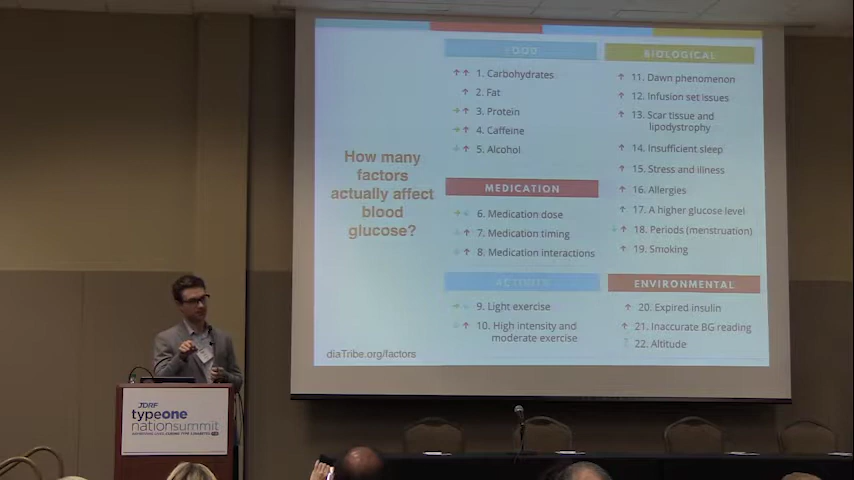 How many
factors
actually affect
blood
glucose?
diaTribe.org/factors
FOOD
↑ ↑ 1. Carbohydrates
↑ 2. Fat
→ ↑ 3. Protein
→ ↑ 4. Caffeine
↓ ↑ 5. Alcohol
MEDICATION
→ ↓ 6. Medication dose
↓ ↑ 7. Medication timing
↓ ↑ 8. Medication interactions
ACTIVITY
→ ↓ 9. Light exercise
↓ ↑ 10. High intensity and
moderate exercise
BIOLOGICAL
↑ 11. Dawn phenomenon
↑ 12. Infusion set issues
↑ 13. Scar tissue and
lipodystrophy
↑ 14. Insufficient sleep
↑ 15. Stress and illness
↑ 16. Allergies
↑ 17. A higher glucose level
↓ ↑ 18. Periods (menstruation)
↑ 19. Smoking
ENVIRONMENTAL
↑ 20. Expired insulin
↑ 21. Inaccurate BG reading
22. Altitude
JDRF
typeone
nationsummit